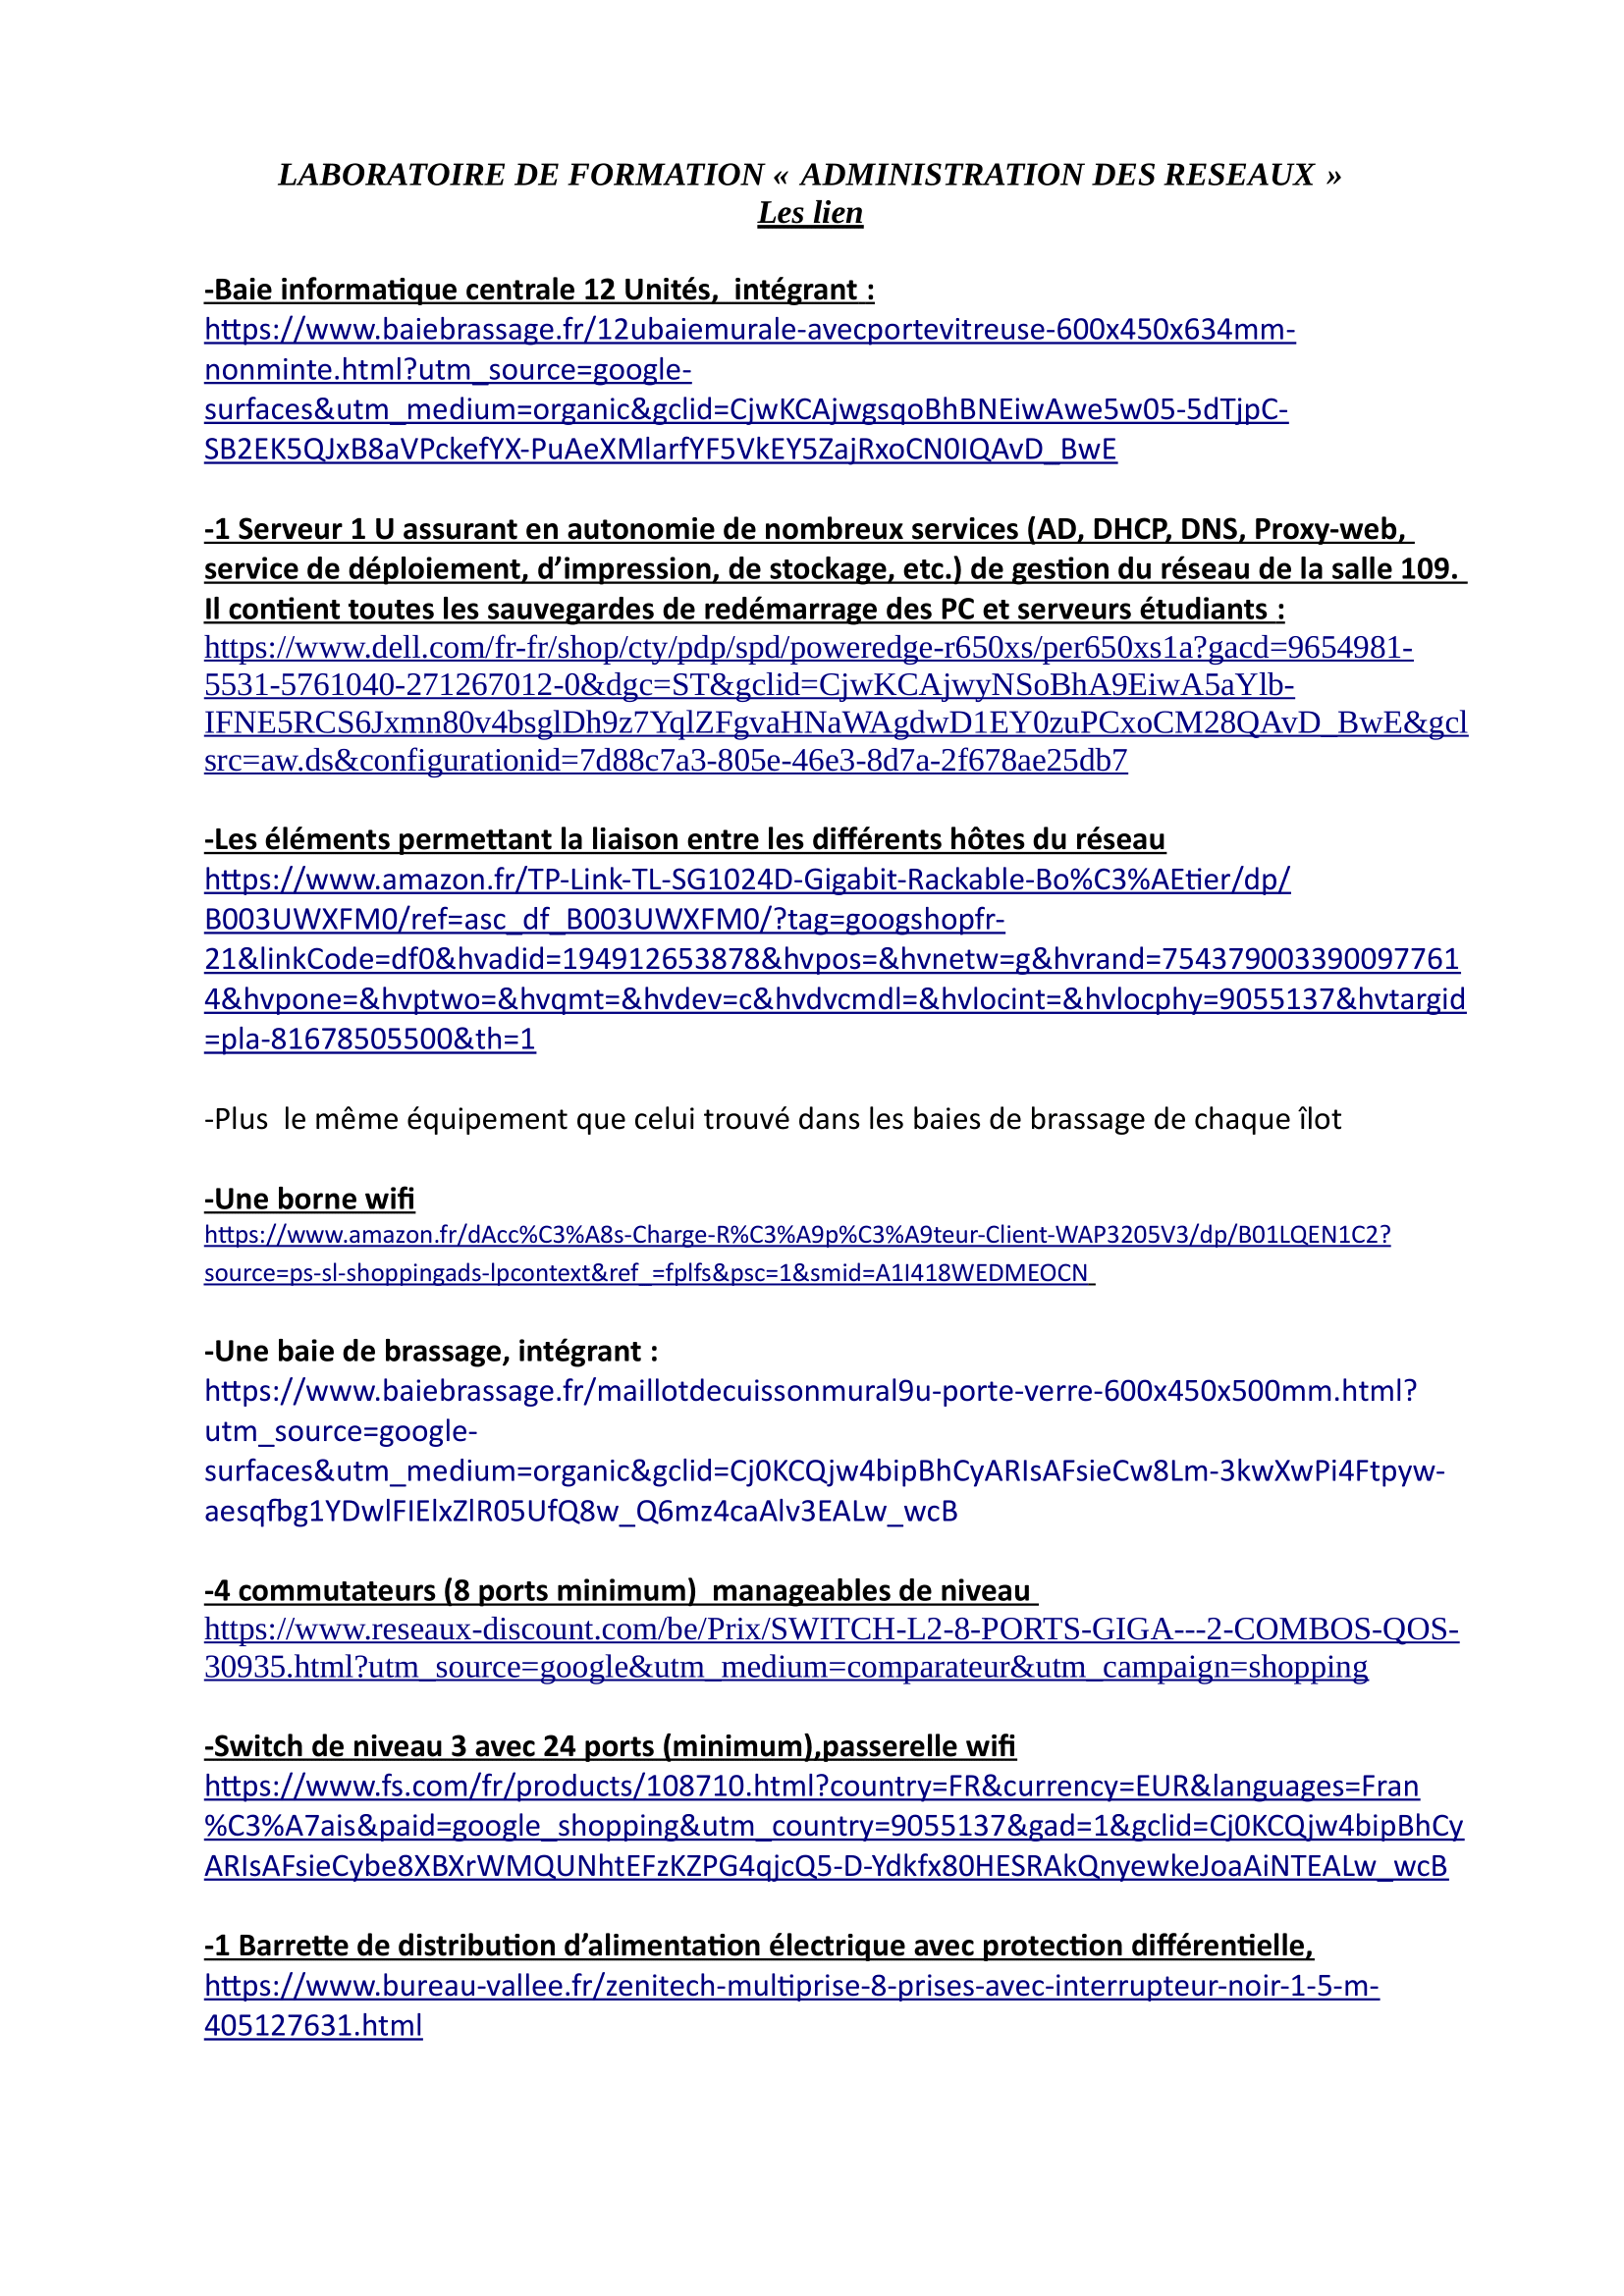 LABORATOIRE DE FORMATION « ADMINISTRATION DES RESEAUX »
Les lien
-Baie informatique centrale 12 Unités,  intégrant :
https://www.baiebrassage.fr/12ubaiemurale-avecportevitreuse-600x450x634mm-
nonminte.html?utm_source=google-
surfaces&utm_medium=organic&gclid=CjwKCAjwgsqoBhBNEiwAwe5w05-5dTjpC-
SB2EK5QJxB8aVPckefYX-PuAeXMlarfYF5VkEY5ZajRxoCN0IQAvD_BwE
-1 Serveur 1 U assurant en autonomie de nombreux services (AD, DHCP, DNS, Proxy-web,
service de déploiement, d’impression, de stockage, etc.) de gestion du réseau de la salle 109.
Il contient toutes les sauvegardes de redémarrage des PC et serveurs étudiants :
https://www.dell.com/fr-fr/shop/cty/pdp/spd/poweredge-r650xs/per650xs1a?gacd=9654981-
5531-5761040-271267012-0&dgc=ST&gclid=CjwKCAjwyNSoBhA9EiwA5aYlb-
IFNE5RCS6Jxmn80v4bsglDh9z7YqlZFgvaHNaWAgdwD1EY0zuPCxoCM28QAvD_BwE&gcl
src=aw.ds&configurationid=7d88c7a3-805e-46e3-8d7a-2f678ae25db7
-Les éléments permettant la liaison entre les différents hôtes du réseau
https://www.amazon.fr/TP-Link-TL-SG1024D-Gigabit-Rackable-Bo%C3%AEtier/dp/
B003UWXFM0/ref=asc_df_B003UWXFM0/?tag=googshopfr-
21&linkCode=df0&hvadid=194912653878&hvpos=&hvnetw=g&hvrand=754379003390097761
4&hvpone=&hvptwo=&hvqmt=&hvdev=c&hvdvcmdl=&hvlocint=&hvlocphy=9055137&hvtargid
=pla-81678505500&th=1
-Plus  le même équipement que celui trouvé dans les baies de brassage de chaque îlot
-Une borne wifi
https://www.amazon.fr/dAcc%C3%A8s-Charge-R%C3%A9p%C3%A9teur-Client-WAP3205V3/dp/B01LQEN1C2?
source=ps-sl-shoppingads-lpcontext&ref_=fplfs&psc=1&smid=A1I418WEDMEOCN
-Une baie de brassage, intégrant :
https://www.baiebrassage.fr/maillotdecuissonmural9u-porte-verre-600x450x500mm.html?
utm_source=google-
surfaces&utm_medium=organic&gclid=Cj0KCQjw4bipBhCyARIsAFsieCw8Lm-3kwXwPi4Ftpyw-
aesqfbg1YDwlFIElxZlR05UfQ8w_Q6mz4caAlv3EALw_wcB
-4 commutateurs (8 ports minimum)  manageables de niveau
https://www.reseaux-discount.com/be/Prix/SWITCH-L2-8-PORTS-GIGA---2-COMBOS-QOS-
30935.html?utm_source=google&utm_medium=comparateur&utm_campaign=shopping
-Switch de niveau 3 avec 24 ports (minimum),passerelle wifi
https://www.fs.com/fr/products/108710.html?country=FR&currency=EUR&languages=Fran
%C3%A7ais&paid=google_shopping&utm_country=9055137&gad=1&gclid=Cj0KCQjw4bipBhCy
ARIsAFsieCybe8XBXrWMQUNhtEFzKZPG4qjcQ5-D-Ydkfx80HESRAkQnyewkeJoaAiNTEALw_wcB
-1 Barrette de distribution d’alimentation électrique avec protection différentielle,
https://www.bureau-vallee.fr/zenitech-multiprise-8-prises-avec-interrupteur-noir-1-5-m-
405127631.html